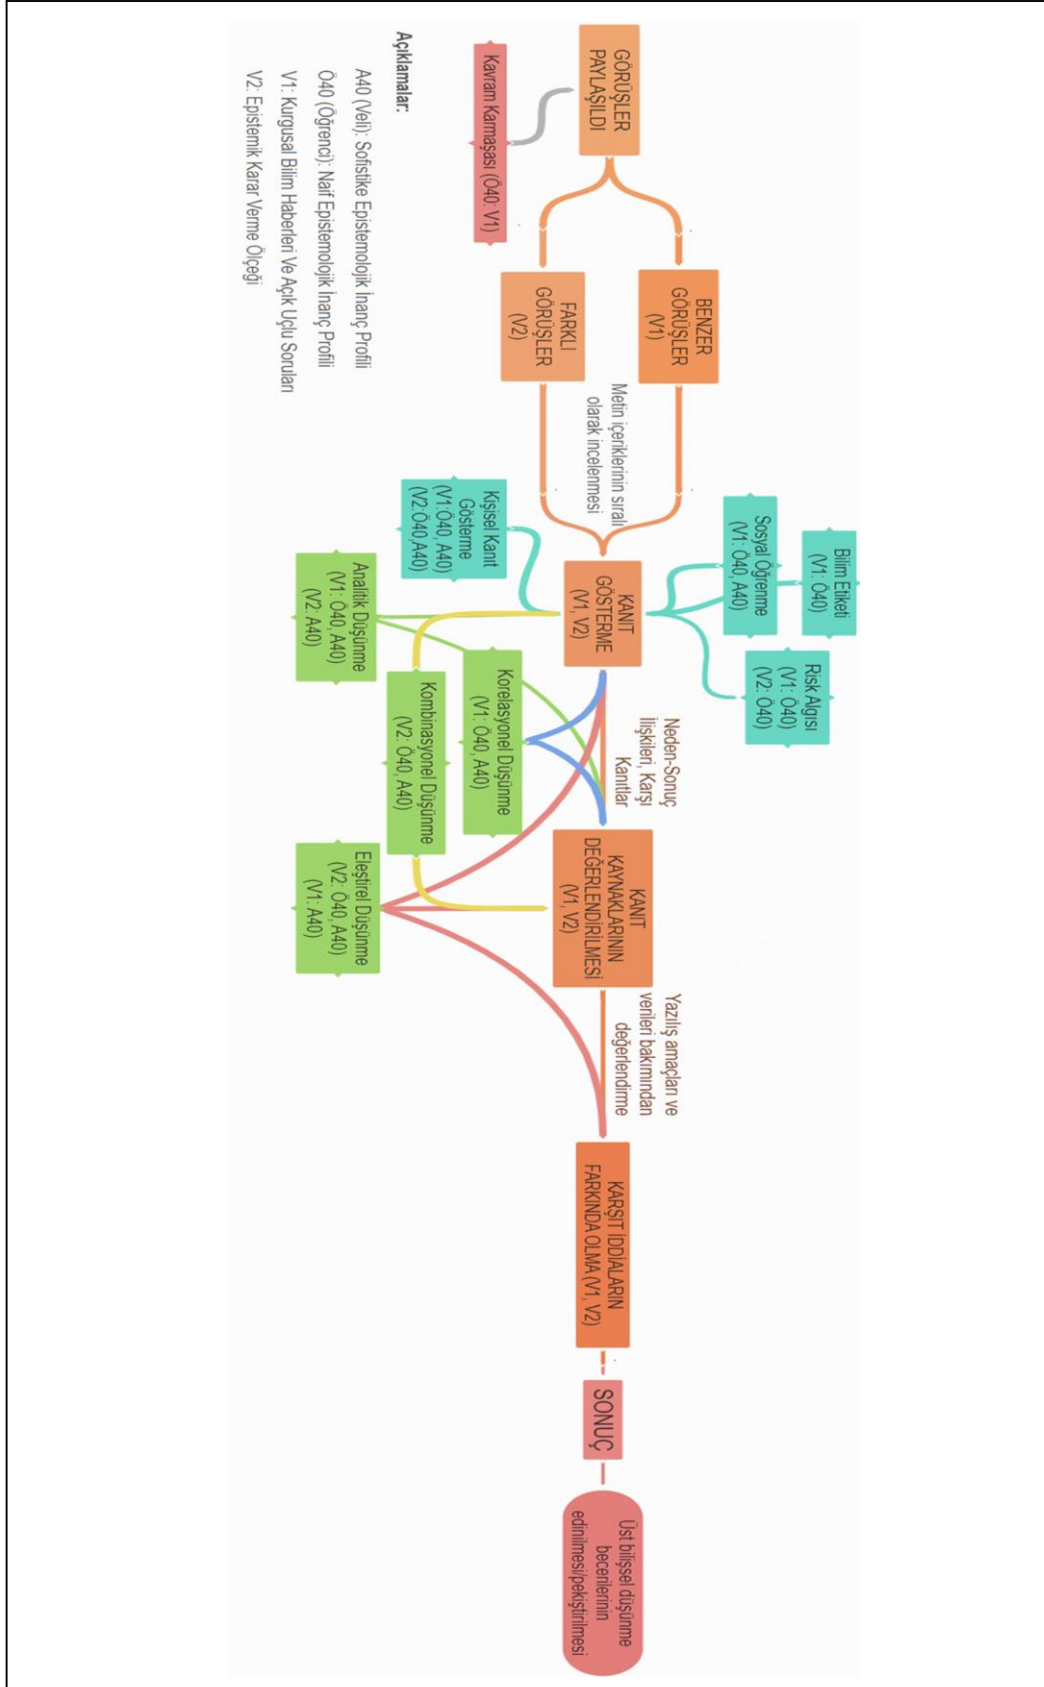 GÖRÜŞLER
PAYLAŞILDI
Kavram Karmaşası (Ö40: V1)
BENZER
GÖRÜŞLER
(V1)
FARKLI
GÖRÜŞLER
(V2)
Metin içeriklerinin sıralı
olarak incelenmesi
Bilim Etiketi
(V1: Ö40)
Sosyal Öğrenme
(V1: Ö40, A40)
Risk Algısı
(V1: Ö40)
(V2: Ö40)
Kişisel Kanıt
Gösterme
(V1:Ö40, A40)
(V2:Ö40,A40)
KANIT
GÖSTERME
(V1, V2)
Neden-Sonuç
İlişkileri, Karşı
Kanıtlar
Korelasyonel Düşünme
(V1: Ö40, A40)
Kombinasyonel Düşünme
(V2: Ö40, A40)
Analitik Düşünme
(V1: Ö40, A40)
(V2: A40)
Eleştirel Düşünme
(V2: Ö40, A40)
(V1: A40)
KANIT
KAYNAKLARININ
DEĞERLENDİRİLMESİ
(V1, V2)
Yazılış amaçları ve
verileri bakımından
değerlendirme
KARŞIT İDDİALARIN
FARKINDA OLMA (V1, V2)
SONUÇ
Üst bilişsel düşünme
becerilerinin
edinilmesi/pekiştirilmesi
Açıklamalar:
A40 (Veli): Sofistike Epistemolojik İnanç Profili
Ö40 (Öğrenci): Naif Epistemolojik İnanç Profili
V1: Kurgusal Bilim Haberleri Ve Açık Uçlu Soruları
V2: Epistemik Karar Verme Ölçeği